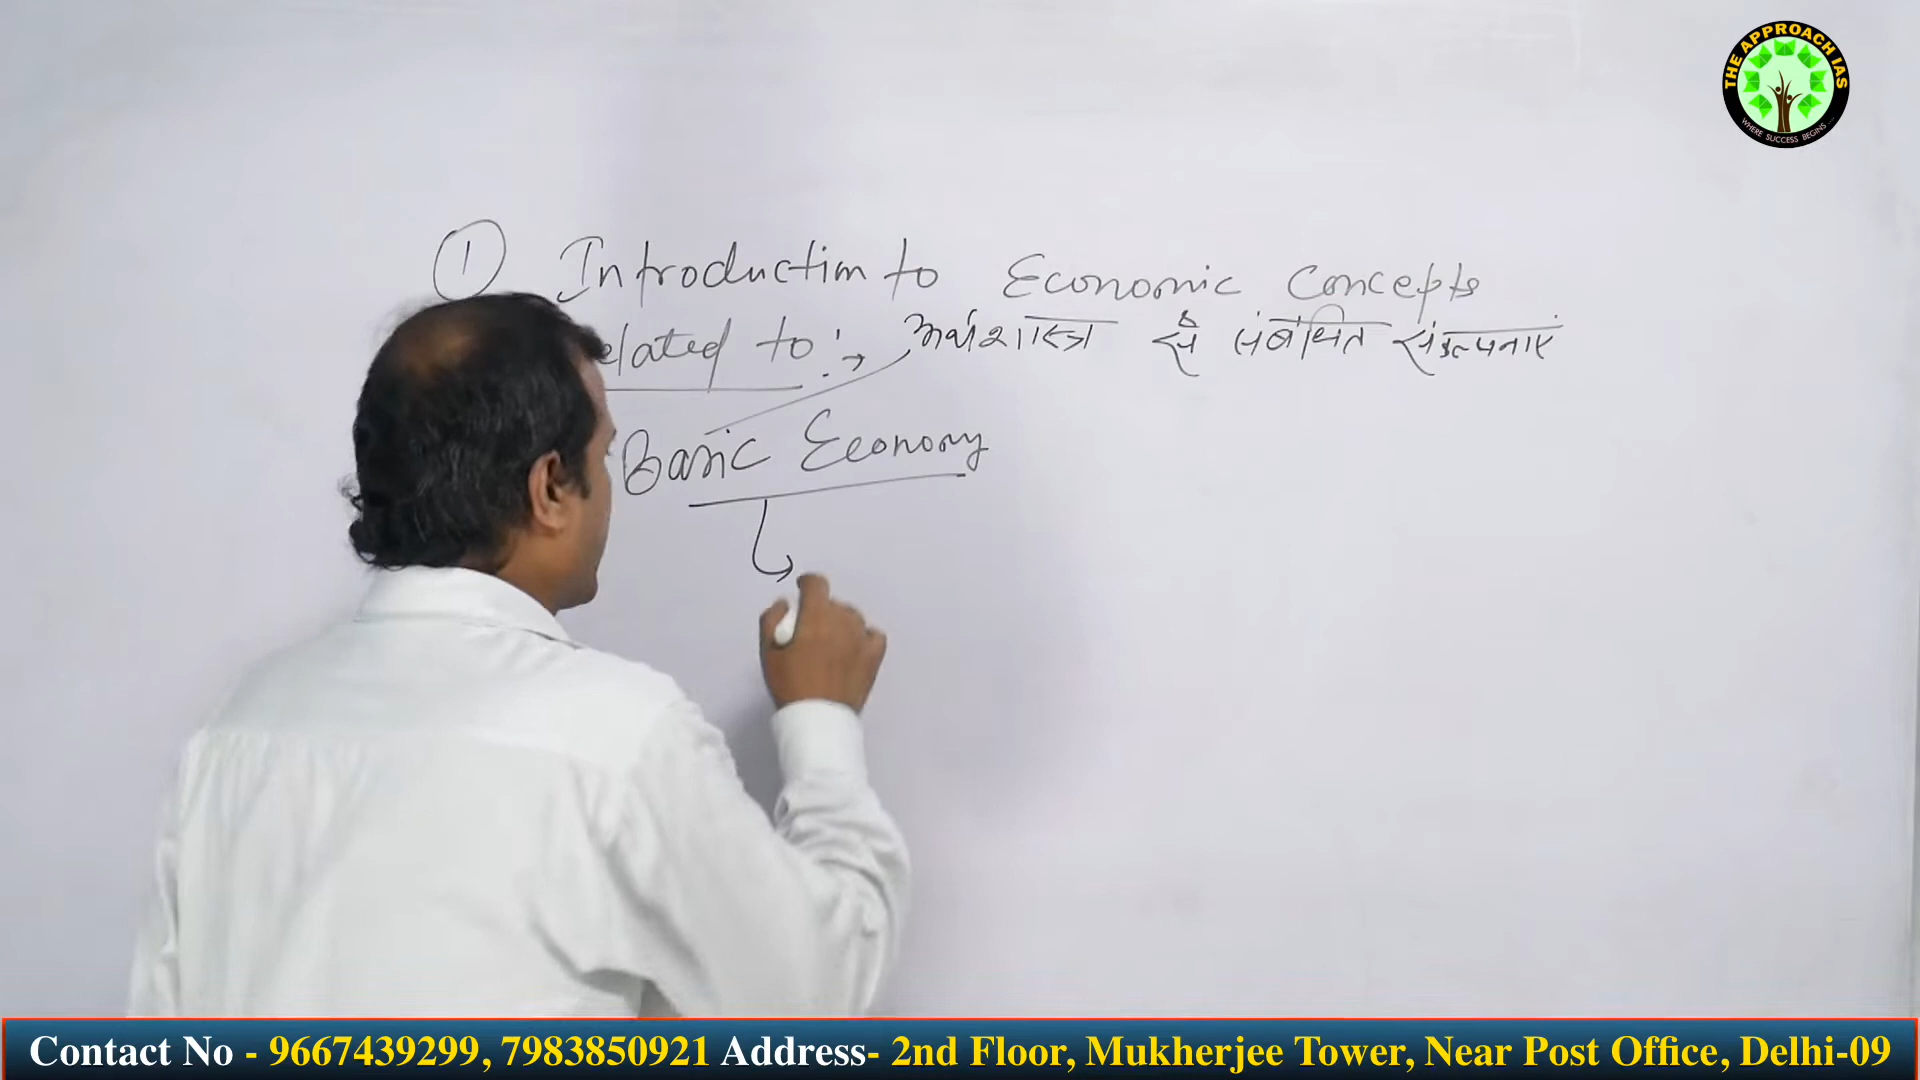 THE APPROACH IAS
WHERE SUCCESS BEGINS ...
① Introduction to Economic Concepts
elated to : → अर्थशास्त्र से संबंधित संकल्पनाएं
Basic Economy
Contact No - 9667439299, 7983850921 Address- 2nd Floor, Mukherjee Tower, Near Post Office, Delhi-09